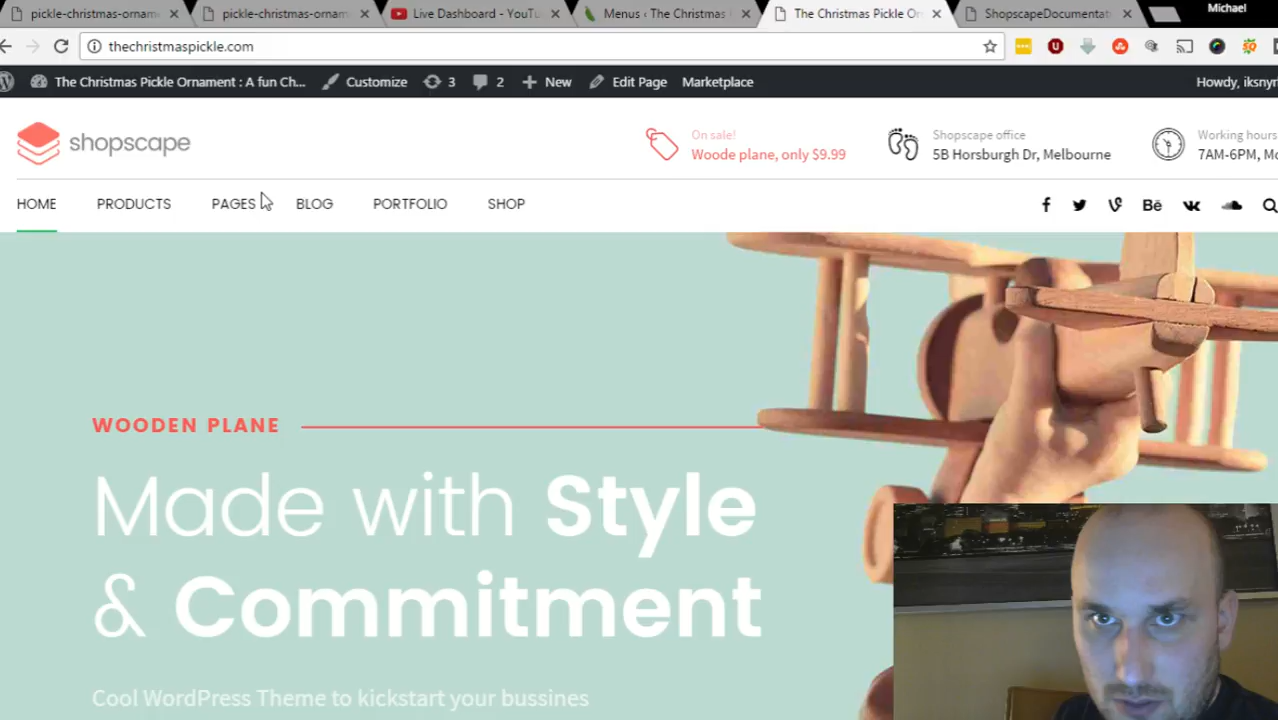 pickle-christmas-ornam
pickle-christmas-ornam
Live Dashboard - YouTu
Menus ‹ The Christmas
The Christmas Pickle Or
ShopscapeDocumentat
Michael
thechristmaspickle.com
The Christmas Pickle Ornament : A fun Ch...
Customize
3
2
New
Edit Page
Marketplace
Howdy, iksnyr
shopscape
On sale!
Woode plane, only $9.99
Shopscape office
5B Horsburgh Dr, Melbourne
Working hours
7AM-6PM, Mo
HOME
PRODUCTS
PAGES
BLOG
PORTFOLIO
SHOP
WOODEN PLANE
Made with Style
& Commitment
Cool WordPress Theme to kickstart your bussines